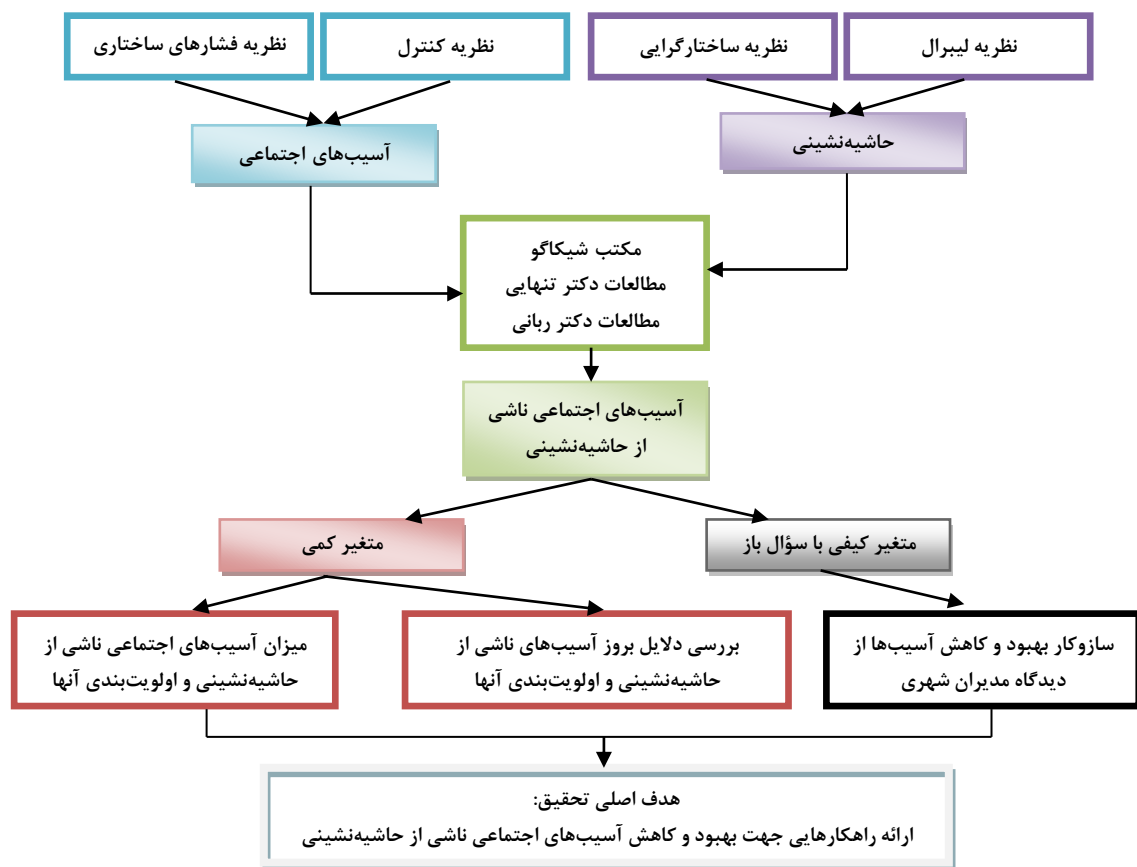 نظریه لیبرال
نظریه ساختارگرایی
نظریه کنترل
نظریه فشارهای ساختاری
حاشیه‌نشینی
آسیب‌های اجتماعی
مکتب شیکاگو
مطالعات دکتر تنهایی
مطالعات دکتر ربانی
آسیب‌های اجتماعی ناشی
از حاشیه‌نشینی
متغیر کیفی با سؤال باز
متغیر کمی
سازوکار بهبود و کاهش آسیب‌ها از
دیدگاه مدیران شهری
بررسی دلایل بروز آسیب‌های ناشی از
حاشیه‌نشینی و اولویت‌بندی آنها
میزان آسیب‌های اجتماعی ناشی از
حاشیه‌نشینی و اولویت‌بندی آنها
هدف اصلی تحقیق:
ارائه راهکارهایی جهت بهبود و کاهش آسیب‌های اجتماعی ناشی از حاشیه‌نشینی